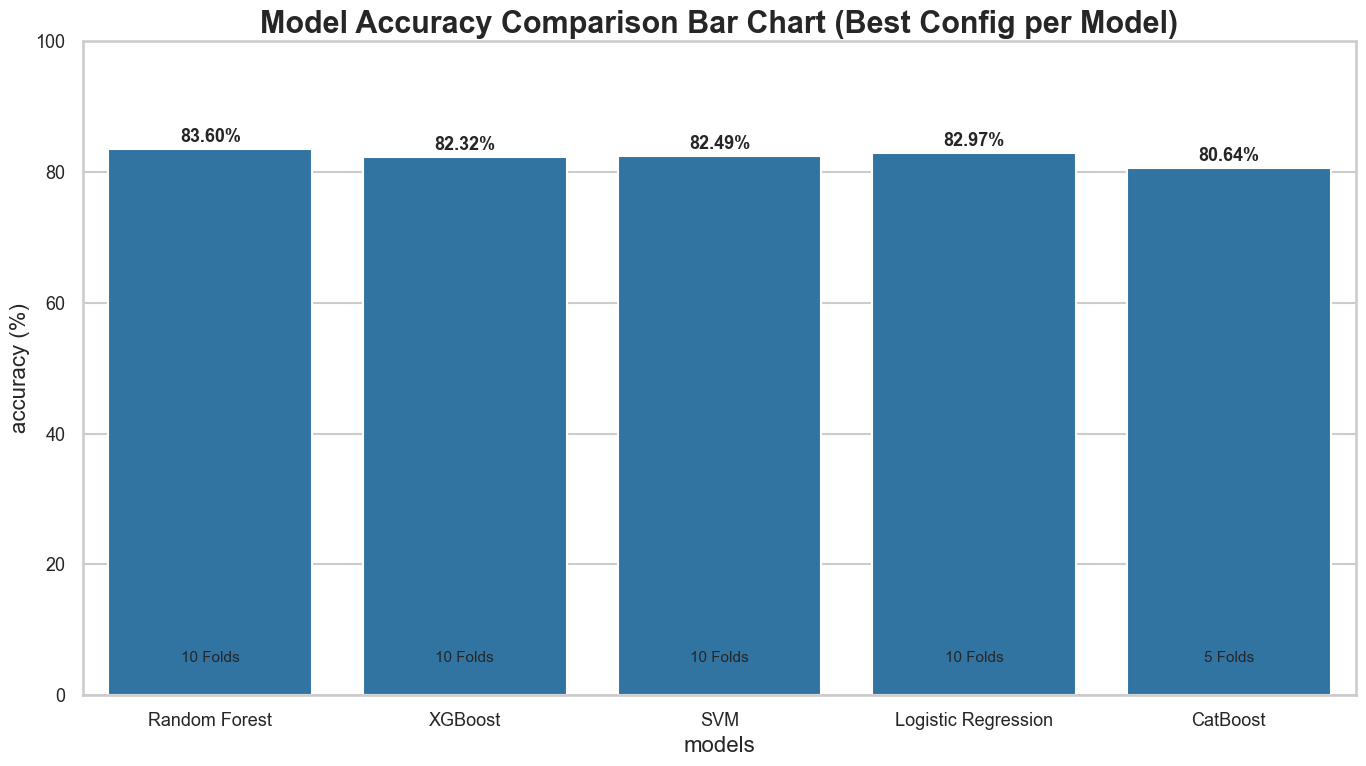 Model Accuracy Comparison Bar Chart (Best Config per Model)
accuracy (%)
100
80
60
40
20
0
83.60%
82.32%
82.49%
82.97%
80.64%
10 Folds
10 Folds
10 Folds
10 Folds
5 Folds
Random Forest
XGBoost
SVM
Logistic Regression
CatBoost
models